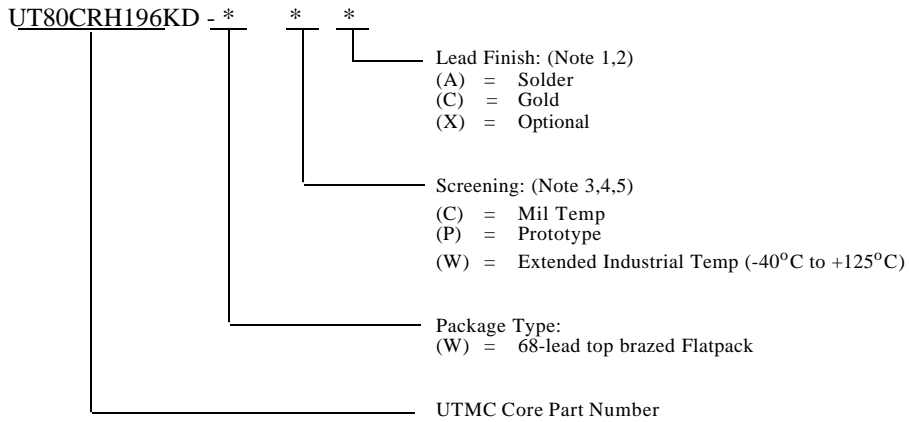 UT80CRH196KD - * * *
Lead Finish: (Note 1,2)
(A) = Solder
(C) = Gold
(X) = Optional
Screening: (Note 3,4,5)
(C) = Mil Temp
(P) = Prototype
(W) = Extended Industrial Temp (-40°C to +125°C)
Package Type:
(W) = 68-lead top brazed Flatpack
UTMC Core Part Number